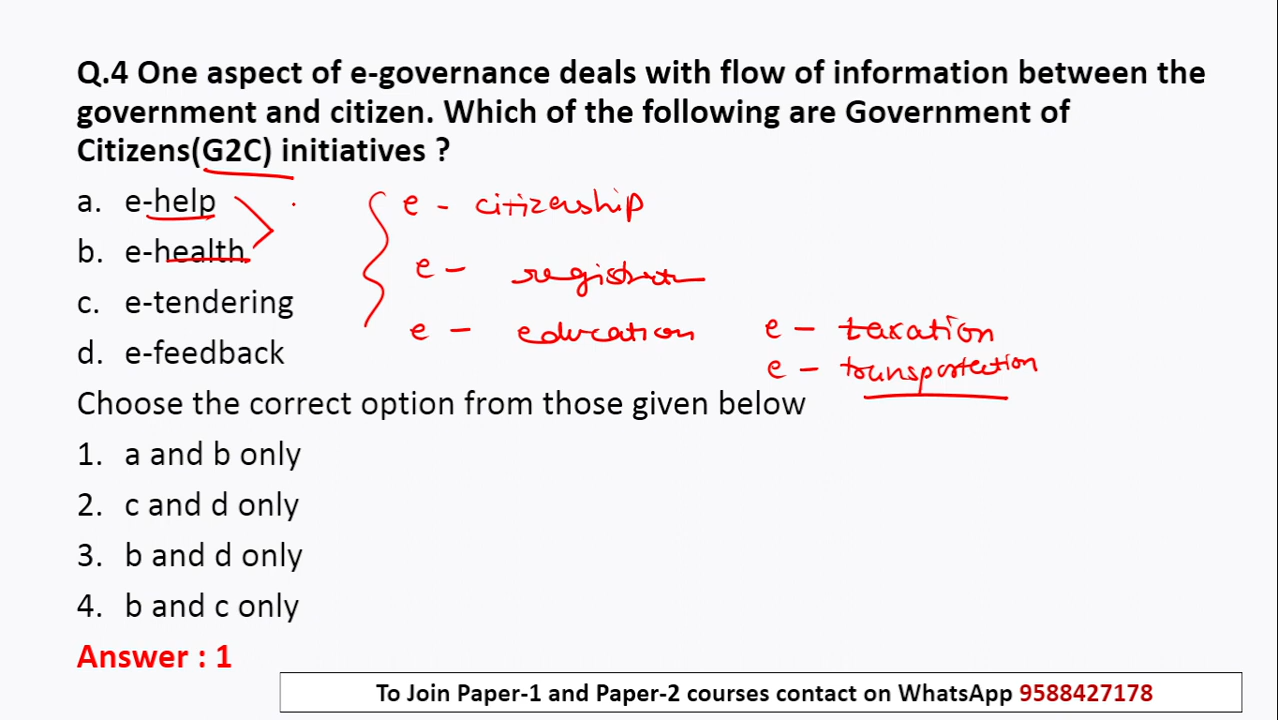 Q.4 One aspect of e-governance deals with flow of information between the
government and citizen. Which of the following are Government of
Citizens(G2C) initiatives ?
a. e-help
e - citizenship
b. e-health
e -
c. e-tendering
e - education
e - taxation
d. e-feedback
e - transportation
Choose the correct option from those given below
1. a and b only
2. c and d only
3. b and d only
4. b and c only
Answer : 1
To Join Paper-1 and Paper-2 courses contact on WhatsApp 9588427178